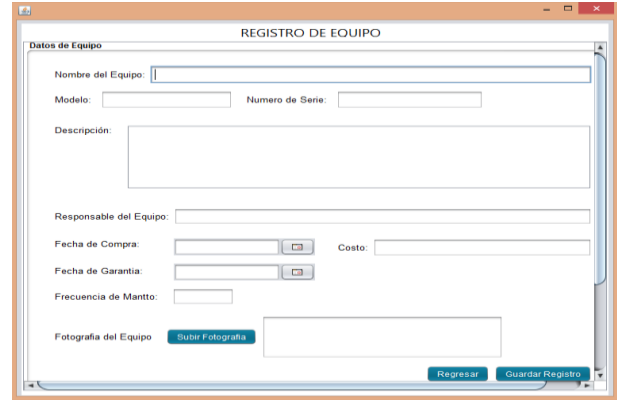 REGISTRO DE EQUIPO
Datos de Equipo
Nombre del Equipo:
Modelo: Numero de Serie:
Descripción:
Responsable del Equipo:
Fecha de Compra: Costo:
Fecha de Garantia:
Frecuencia de Mantto:
Fotografia del Equipo Subir Fotografia
Regresar Guardar Registro